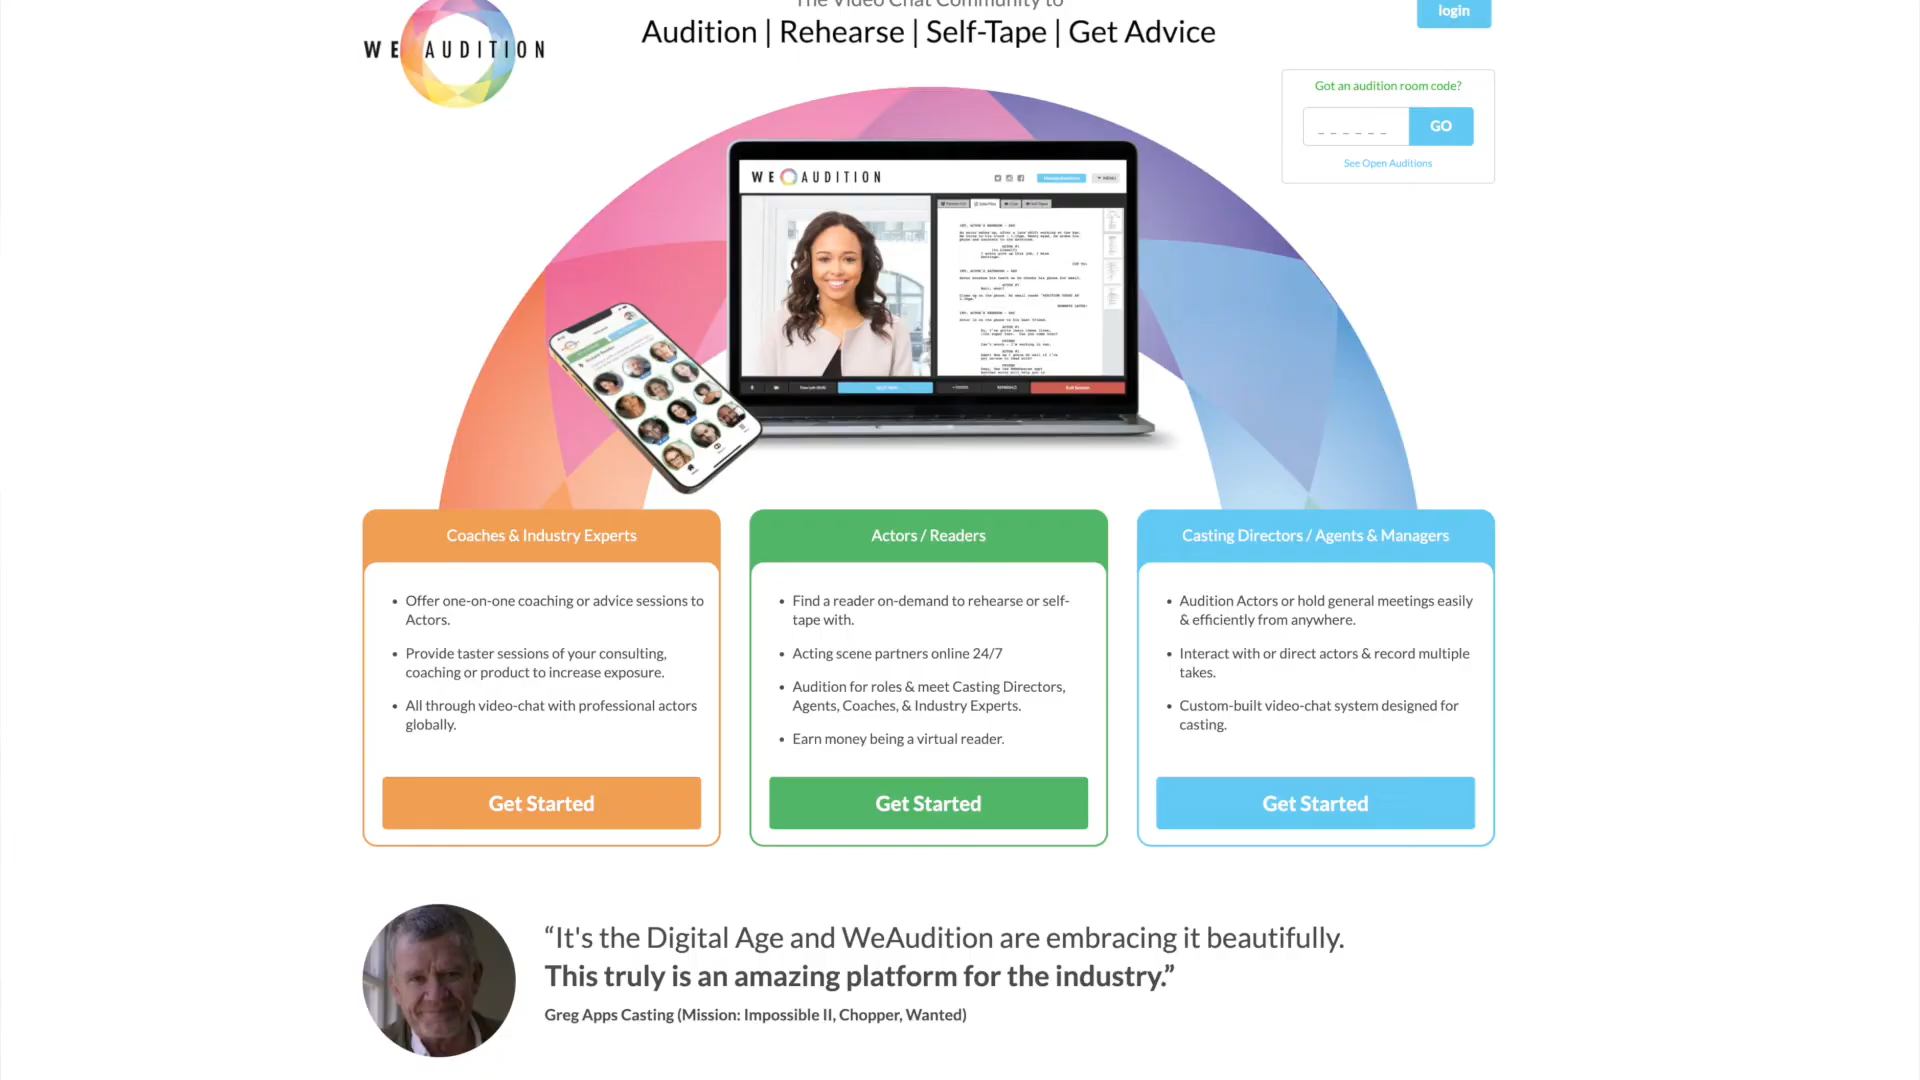 The Video Chat Community to
WE AUDITION
Audition | Rehearse | Self-Tape | Get Advice
login
Got an audition room code?
_ _ _ _ _ _
GO
See Open Auditions
WE AUDITION
MENU
Coaches & Industry Experts
• Offer one-on-one coaching or advice sessions to
Actors.
• Provide taster sessions of your consulting,
coaching or product to increase exposure.
• All through video-chat with professional actors
globally.
Get Started
Actors / Readers
• Find a reader on-demand to rehearse or self-
tape with.
• Acting scene partners online 24/7
• Audition for roles & meet Casting Directors,
Agents, Coaches, & Industry Experts.
• Earn money being a virtual reader.
Get Started
Casting Directors / Agents & Managers
• Audition Actors or hold general meetings easily
& efficiently from anywhere.
• Interact with or direct actors & record multiple
takes.
• Custom-built video-chat system designed for
casting.
Get Started
“It's the Digital Age and WeAudition are embracing it beautifully.
This truly is an amazing platform for the industry.”
Greg Apps Casting (Mission: Impossible II, Chopper, Wanted)